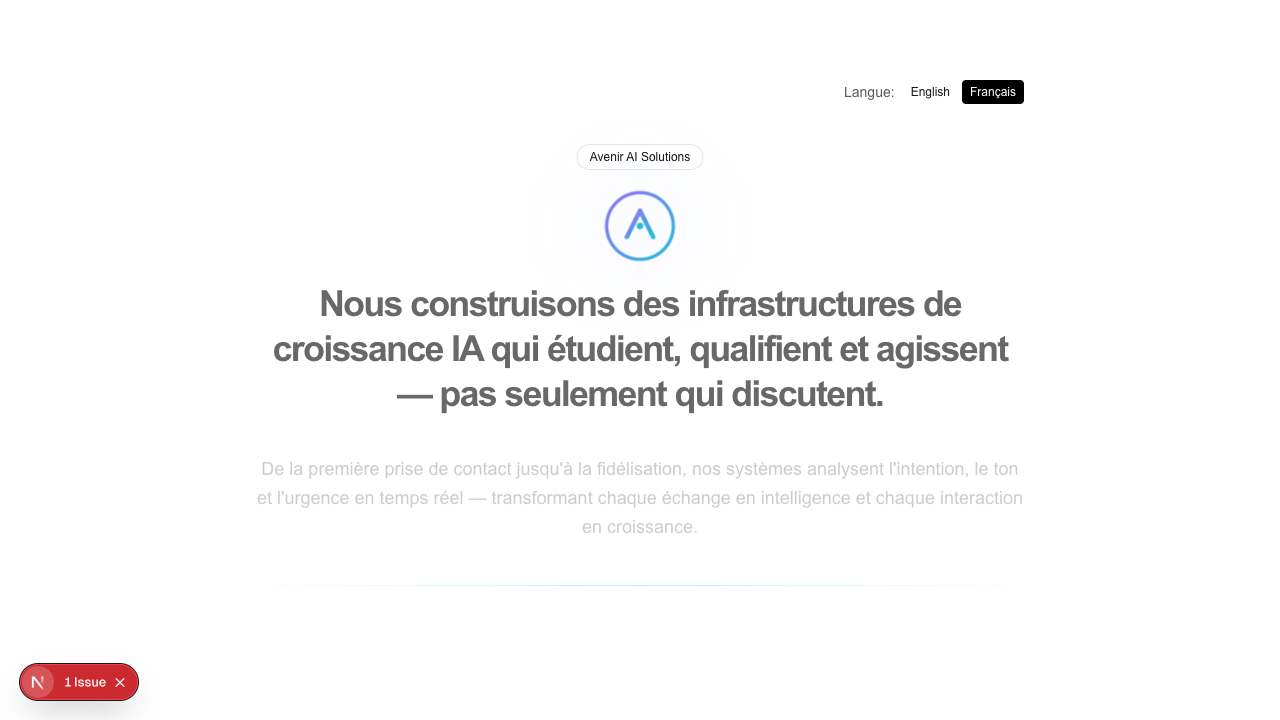 Langue: English Français
Avenir AI Solutions
Nous construisons des infrastructures de
croissance IA qui étudient, qualifient et agissent
— pas seulement qui discutent.
De la première prise de contact jusqu'à la fidélisation, nos systèmes analysent l'intention, le ton
et l'urgence en temps réel — transformant chaque échange en intelligence et chaque interaction
en croissance.
1 Issue